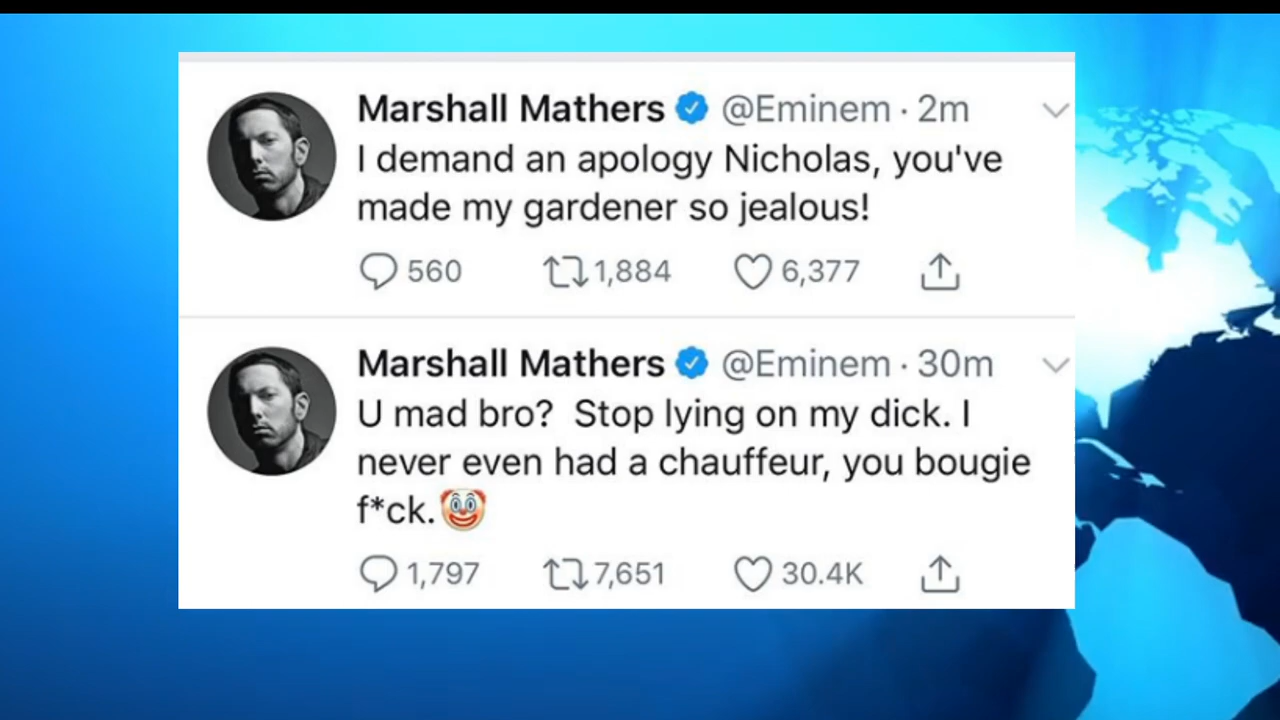 Marshall Mathers @Eminem · 2m
I demand an apology Nicholas, you've
made my gardener so jealous!
560 1,884 6,377
Marshall Mathers @Eminem · 30m
U mad bro?  Stop lying on my dick. I
never even had a chauffeur, you bougie
f*ck.🤡
1,797 7,651 30.4K